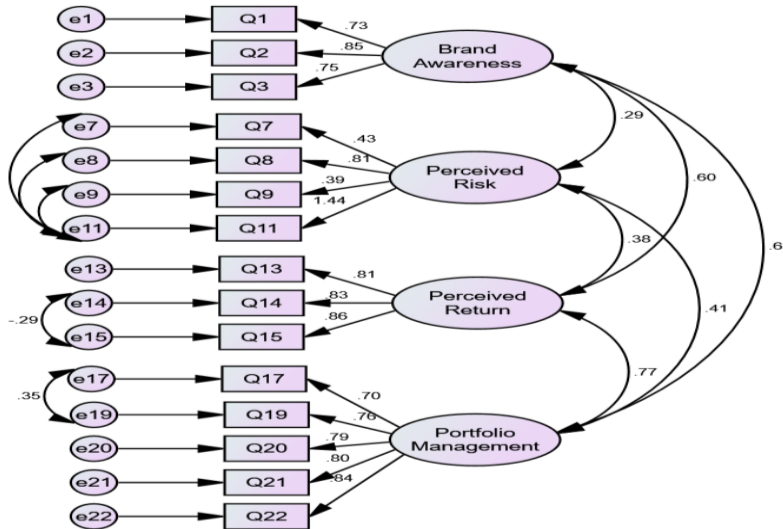 e1 Q1 .73
e2 Q2 .85
e3 Q3 .75
Brand
Awareness
e7 Q7 .43
e8 Q8 .81
e9 Q9 .39
e11 Q11 1.44
Perceived
Risk
.29
.60
.6
e13 Q13 .81
e14 Q14 .83
e15 Q15 .86
-.29
Perceived
Return
.38
.41
e17 Q17 .70
e19 Q19 .76
e20 Q20 .79
e21 Q21 .80
e22 Q22 .84
.35
Portfolio
Management
.77